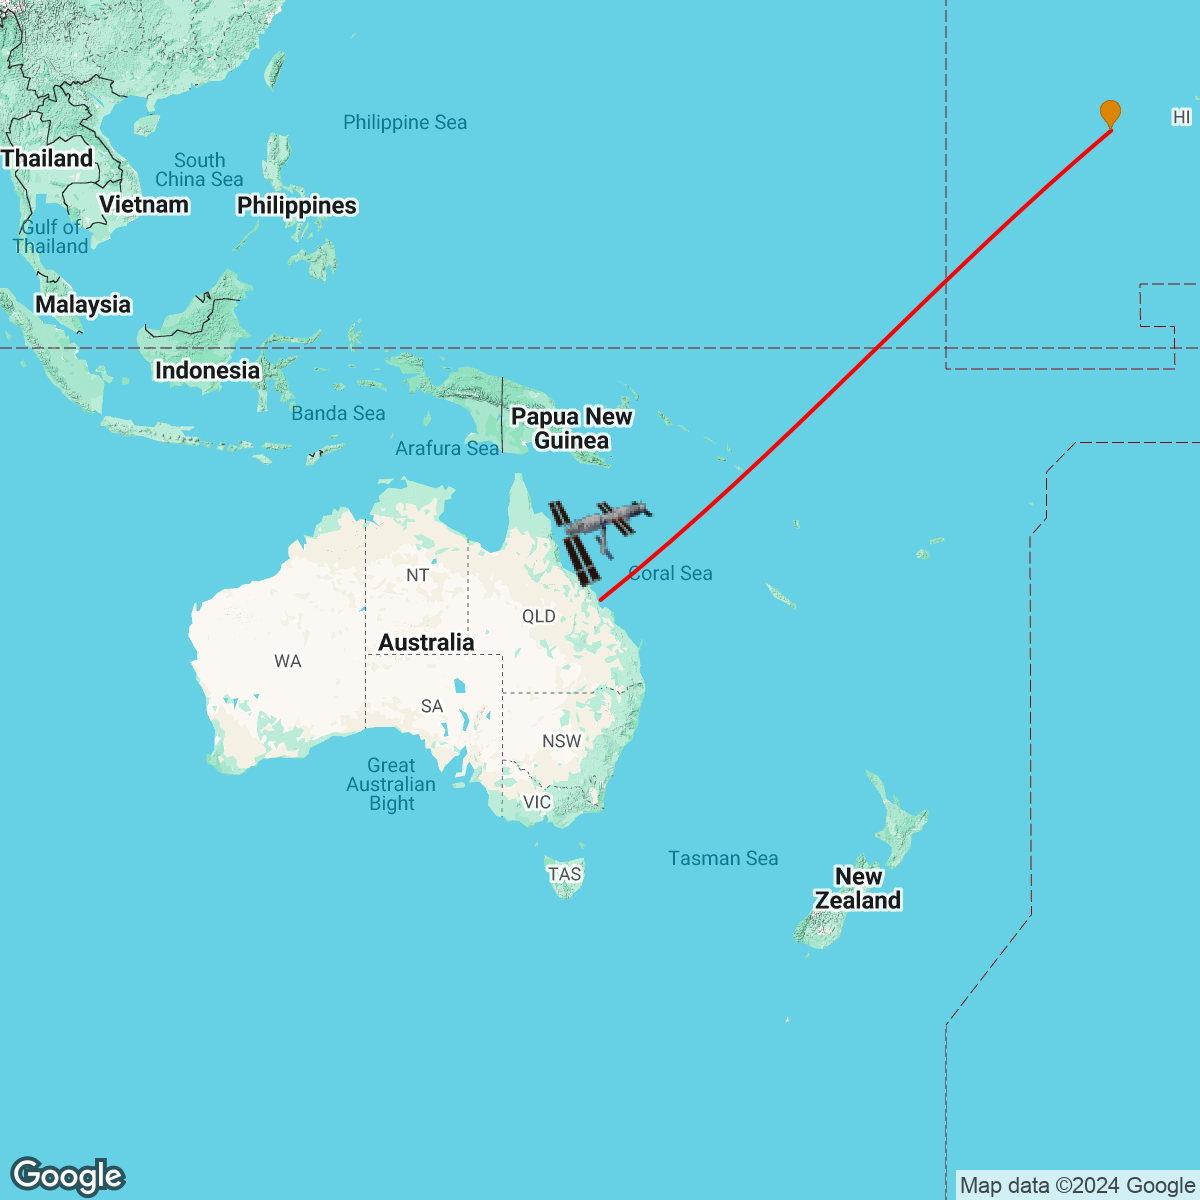 Philippine Sea
HI
Thailand
South
China Sea
Vietnam
Philippines
Gulf of
Thailand
Malaysia
Indonesia
Banda Sea
Papua New
Guinea
Arafura Sea
NT
Coral Sea
QLD
Australia
WA
SA
NSW
Great
Australian
Bight
VIC
Tasman Sea
TAS
New
Zealand
Google
Map data ©2024 Google